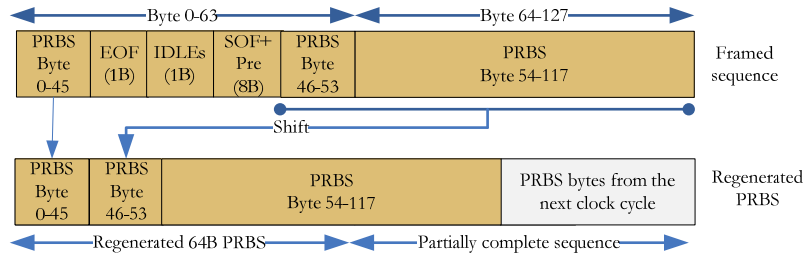 Byte 0-63
Byte 64-127
PRBS
Byte
0-45
EOF
(1B)
IDLEs
(1B)
SOF+
Pre
(8B)
PRBS
Byte
46-53
PRBS
Byte 54-117
Framed
sequence
Shift
PRBS
Byte
0-45
PRBS
Byte
46-53
PRBS
Byte 54-117
PRBS bytes from the
next clock cycle
Regenerated
PRBS
Regenerated 64B PRBS
Partially complete sequence